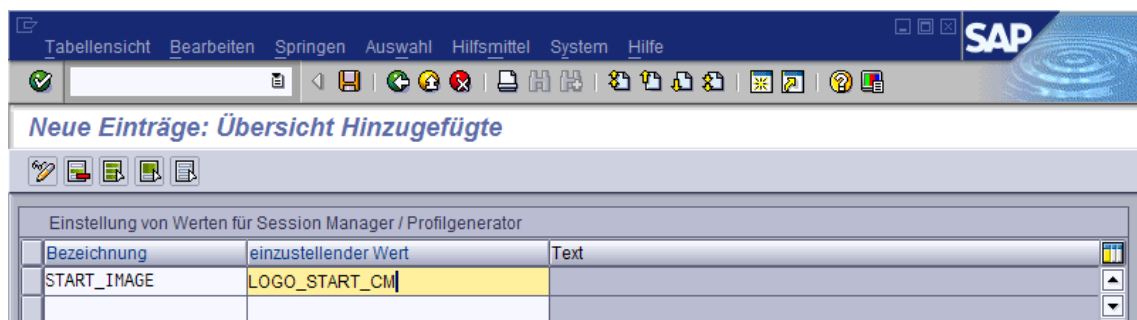 Tabellensicht Bearbeiten Springen Auswahl Hilfsmittel System Hilfe
SAP
Neue Einträge: Übersicht Hinzugefügte
Einstellung von Werten für Session Manager / Profilgenerator
Bezeichnung einzustellender Wert Text
START_IMAGE LOGO_START_CM